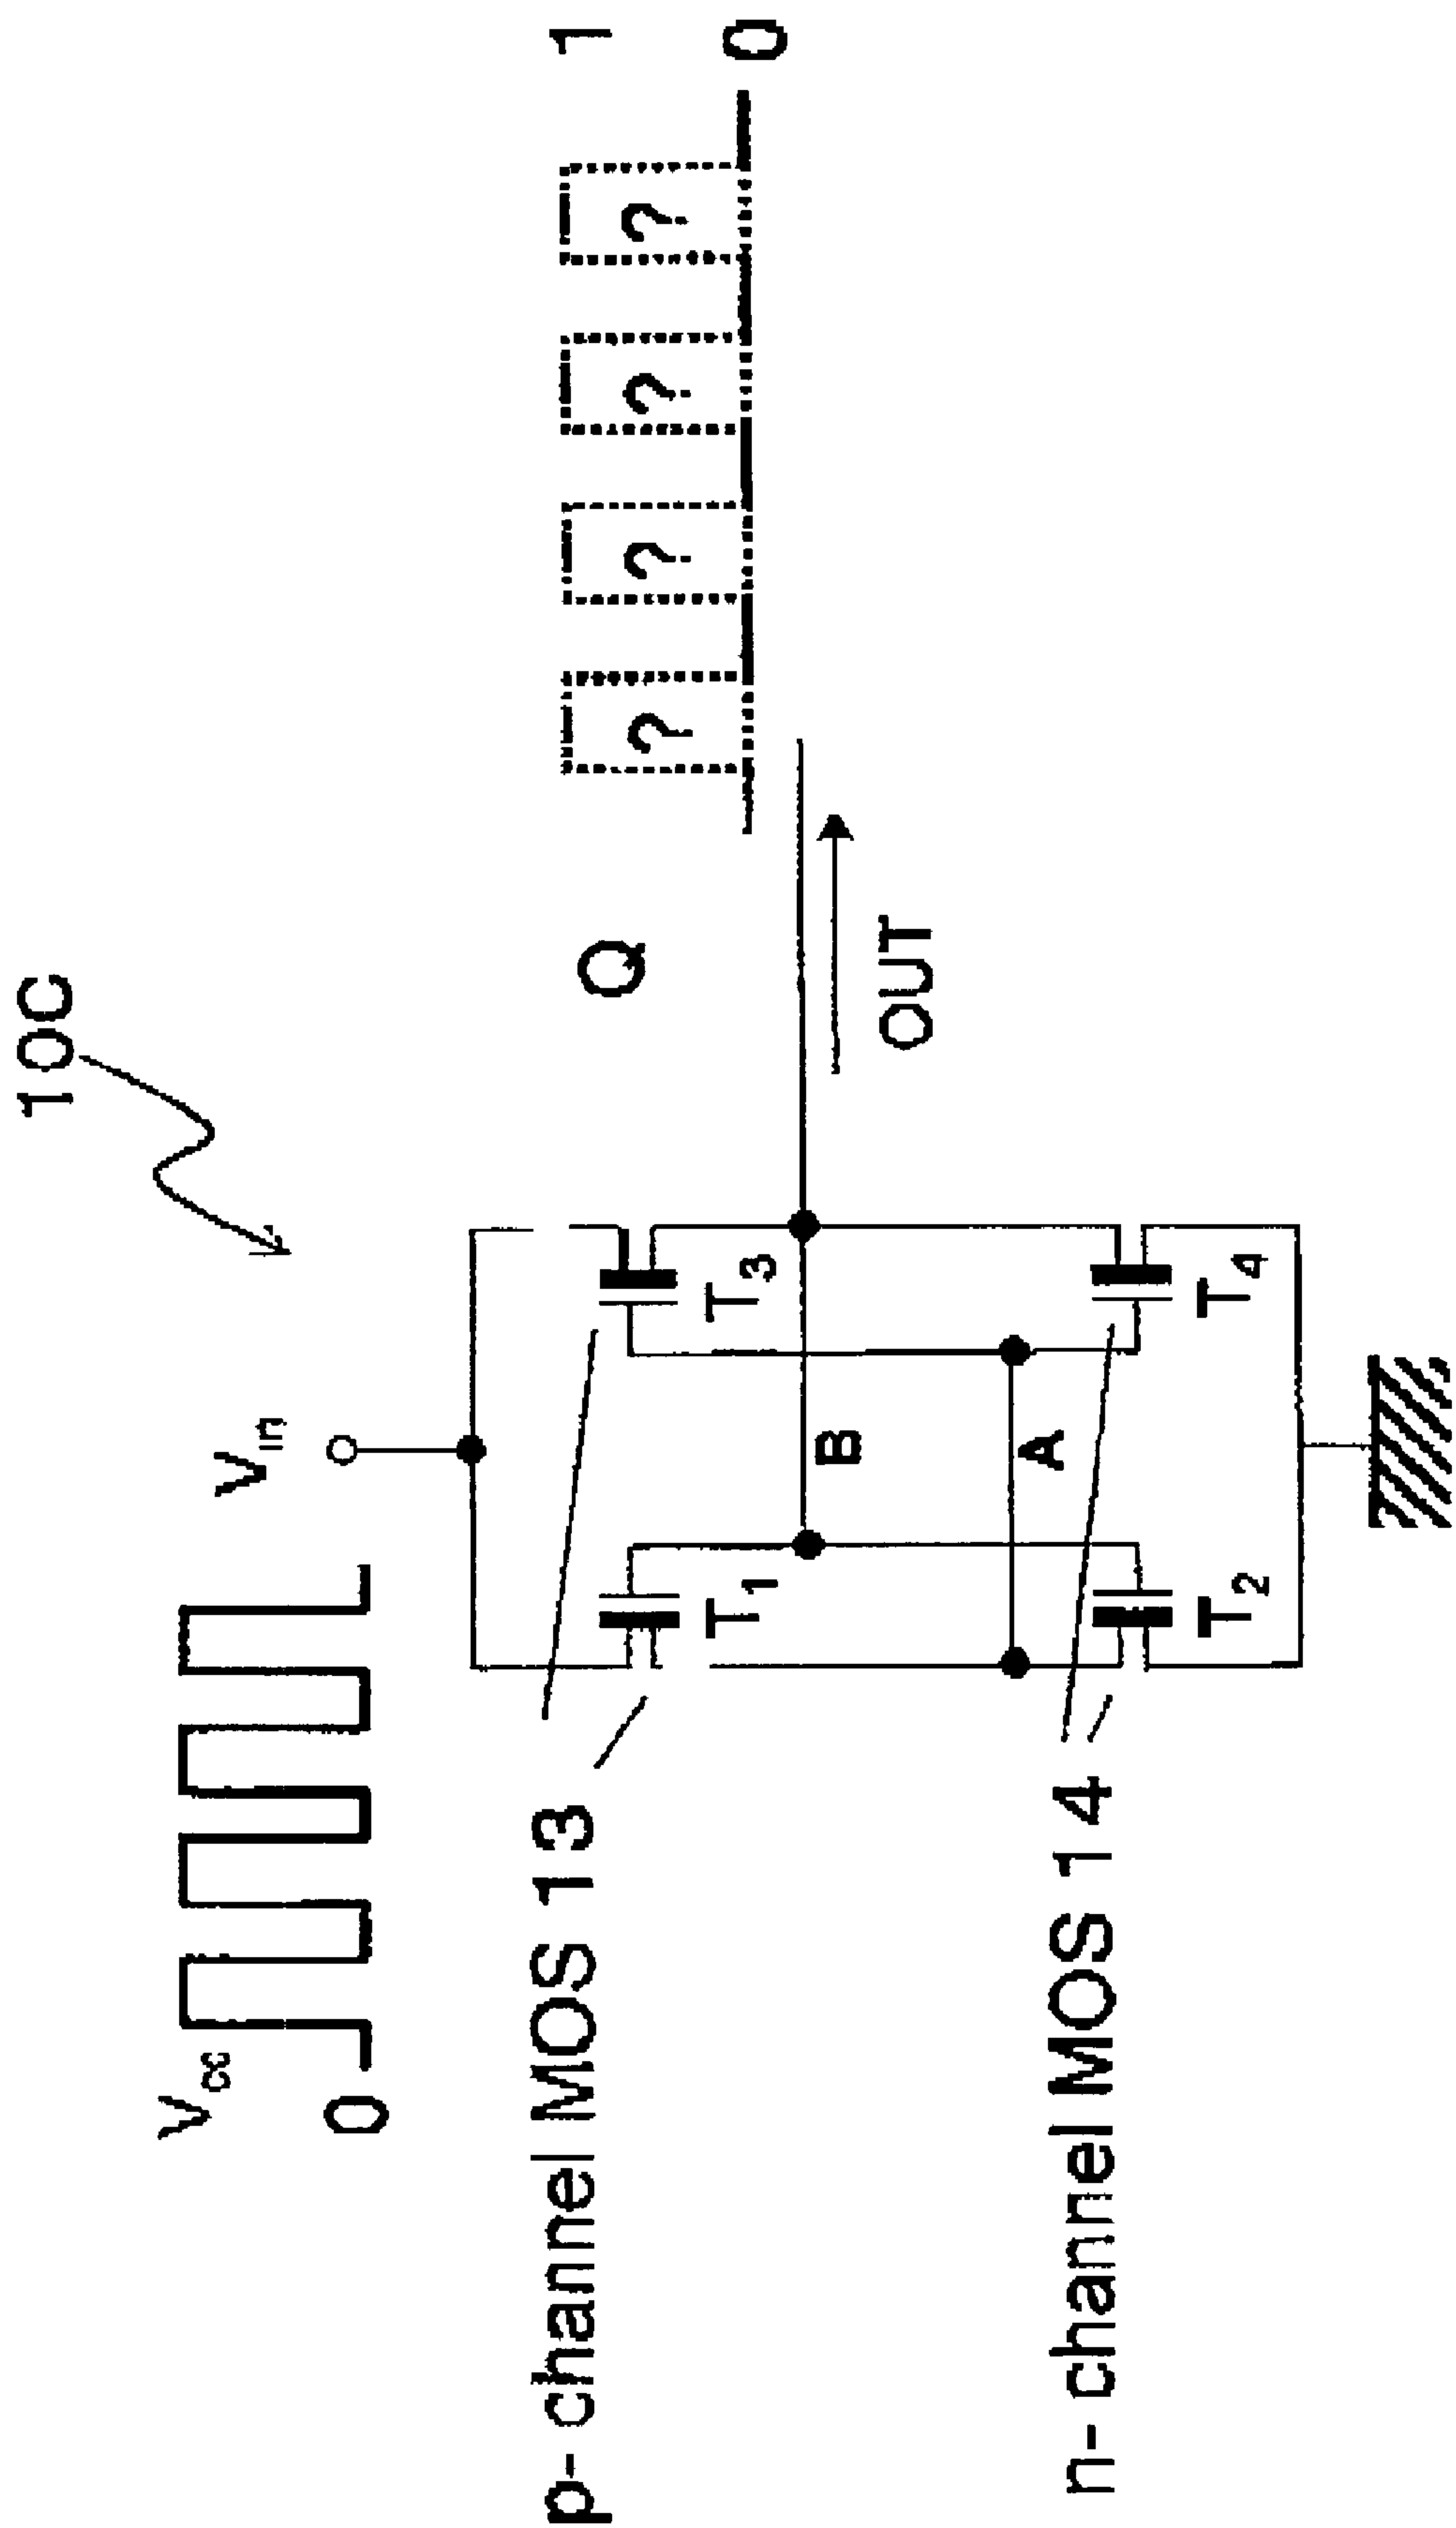 10C
Vcc
0
Vin
Q
1
0
? ? ? ?
p- channel MOS 13
T1
T3
B
OUT
A
n- channel MOS 14
T2
T4